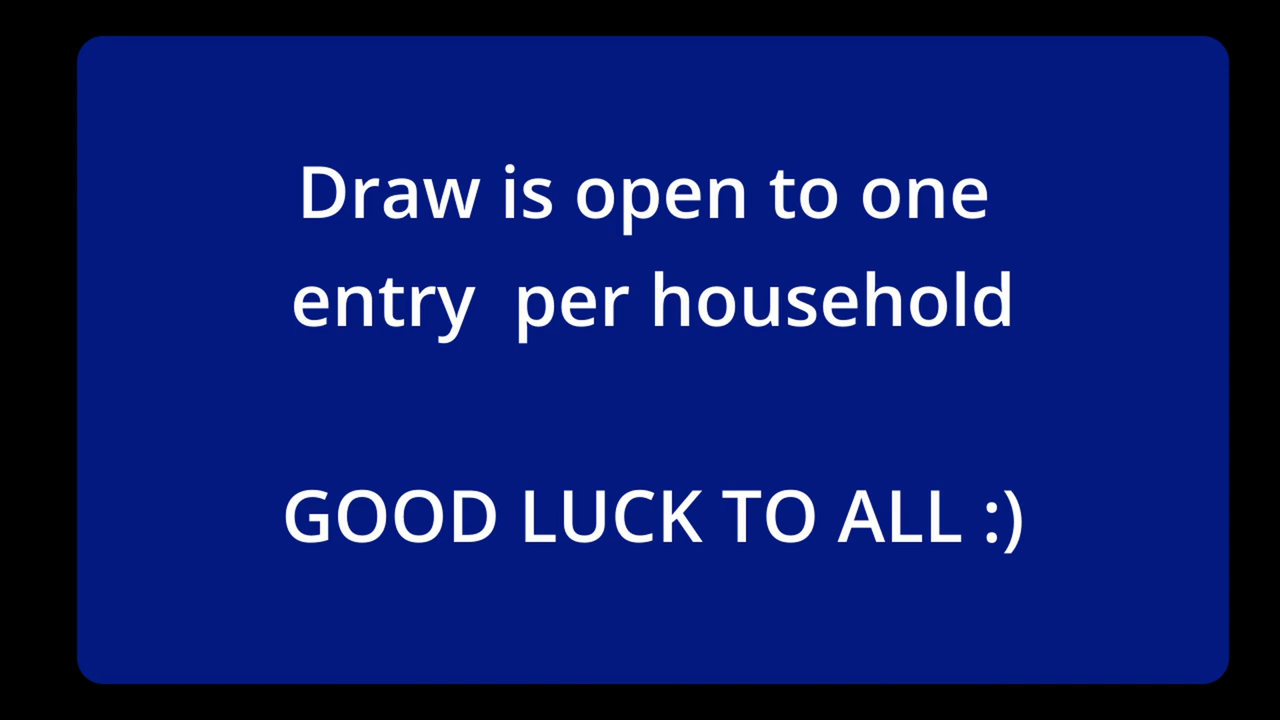 Draw is open to one
entry  per household
GOOD LUCK TO ALL :)